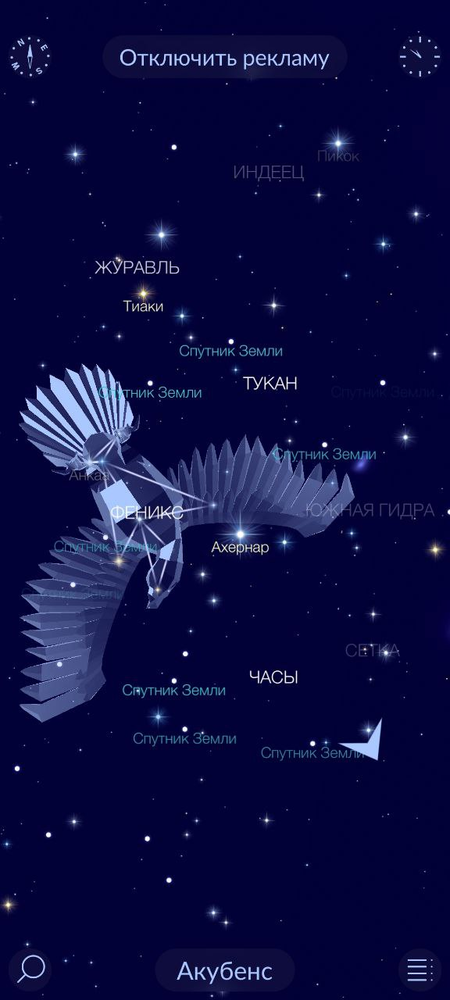 N
E
W
S
Отключить рекламу
Пикок
ИНДЕЕЦ
ЖУРАВЛЬ
Тиаки
Спутник Земли
ТУКАН
Спутник Земли
Спутник Земли
Спутник Земли
Анкаа
ФЕНИКС
ЮЖНАЯ ГИДРА
Спутник Земли
Ахернар
Спутник Земли
СЕТКА
ЧАСЫ
Спутник Земли
Спутник Земли
Спутник Земли
Акубенс